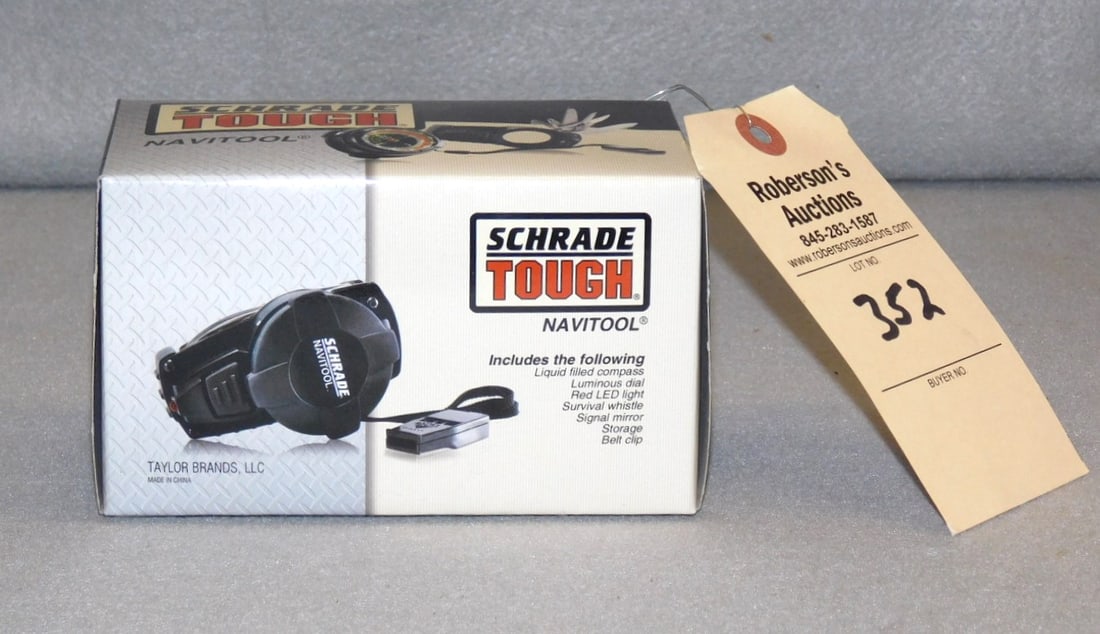 SCHRADE
TOUGH
NAVITOOL®
SCHRADE
TOUGH®
NAVITOOL®
Includes the following
Liquid filled compass
Luminous dial
Red LED light
Survival whistle
Signal mirror
Storage
Belt clip
SCHRADE
NAVITOOL
TAYLOR BRANDS, LLC
MADE IN CHINA
Roberson's
Auctions
845-283-1587
www.robersonsauctions.com
LOT NO.
352
BUYER NO.